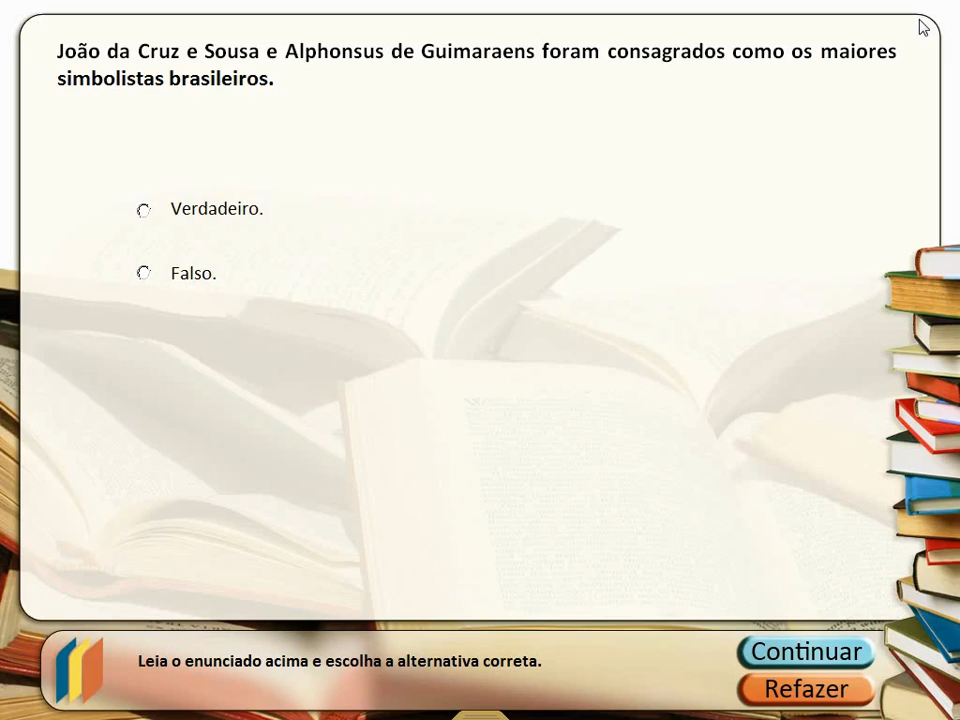 João da Cruz e Sousa e Alphonsus de Guimaraens foram consagrados como os maiores
simbolistas brasileiros.
Verdadeiro.
Falso.
Leia o enunciado acima e escolha a alternativa correta.
Continuar
Refazer